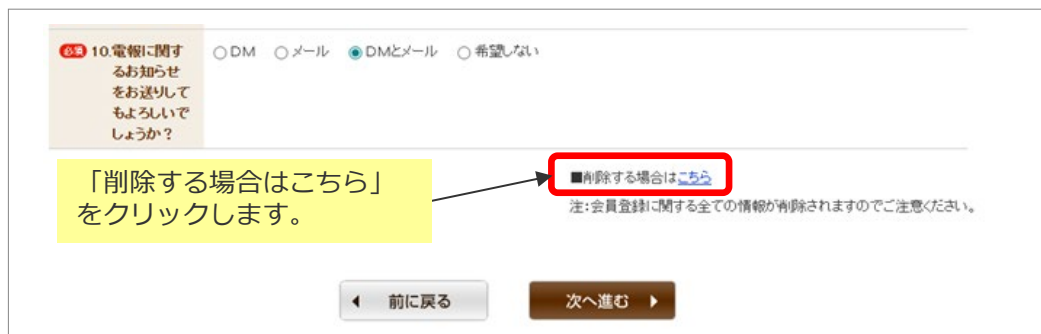 必須 10.電報に関す
るお知らせ
をお送りして
もよろしいで
しょうか？
DM メール DMとメール 希望しない
「削除する場合はこちら」
をクリックします。
■削除する場合はこちら
注：会員登録に関する全ての情報が削除されますのでご注意ください。
前に戻る
次へ進む